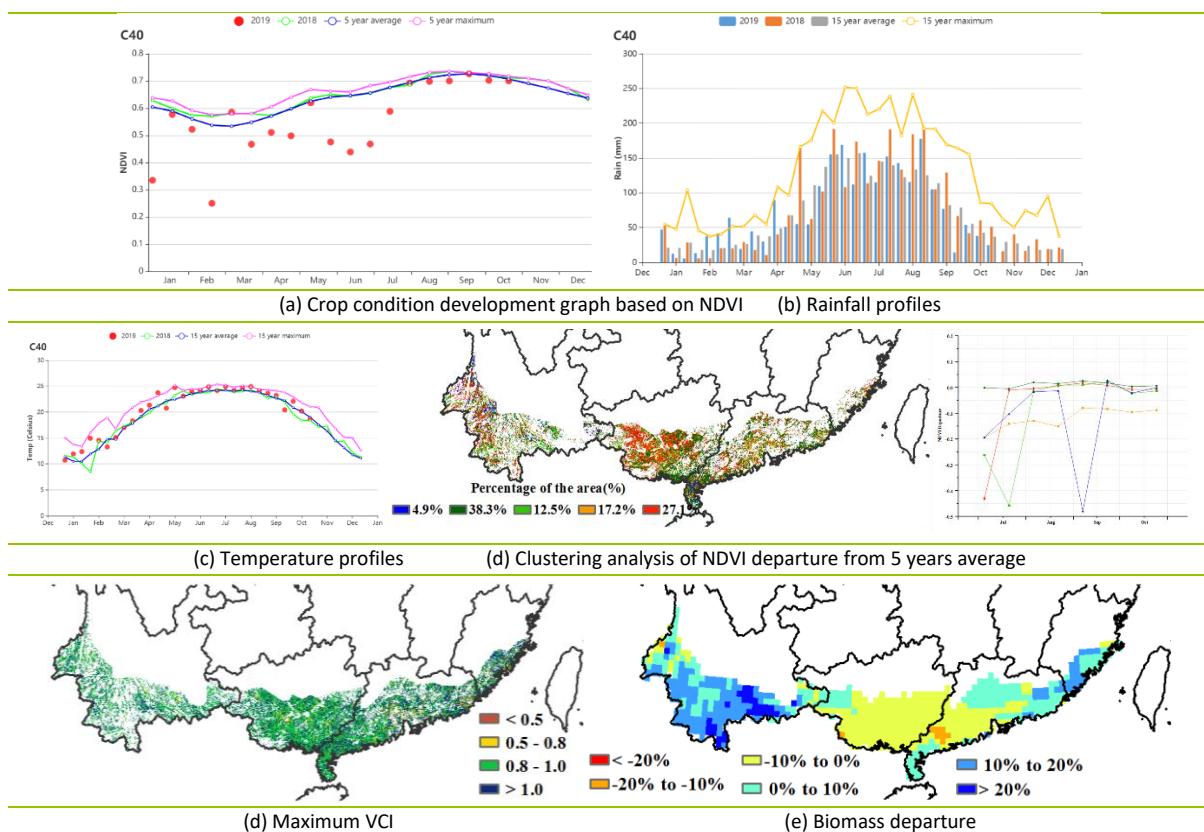 2019 2018 5 year average 5 year maximum
C40
0.8
0.7
0.6
0.5
0.4
0.3
0.2
0.1
0
NDVI
Jan Feb Mar Apr May Jun Jul Aug Sep Oct Nov Dec
2019 2018 15 year average 15 year maximum
C40
300
250
200
150
100
50
0
Rain (mm)
Dec Jan Feb Mar Apr May Jun Jul Aug Sep Oct Nov Dec Jan
(a) Crop condition development graph based on NDVI (b) Rainfall profiles
2019 2018 15 year average 15 year maximum
C40
30
25
20
15
10
5
0
Temp (Celsius)
Dec Jan Feb Mar Apr May Jun Jul Aug Sep Oct Nov Dec Jan
Percentage of the area(%)
4.9% 38.3% 12.5% 17.2% 27.1%
NDVI Departure
Jul Aug Sep Oct
(c) Temperature profiles (d) Clustering analysis of NDVI departure from 5 years average
< 0.5
0.5 - 0.8
0.8 - 1.0
> 1.0
< -20% -10% to 0% 10% to 20%
-20% to -10% 0% to 10% > 20%
(d) Maximum VCI (e) Biomass departure